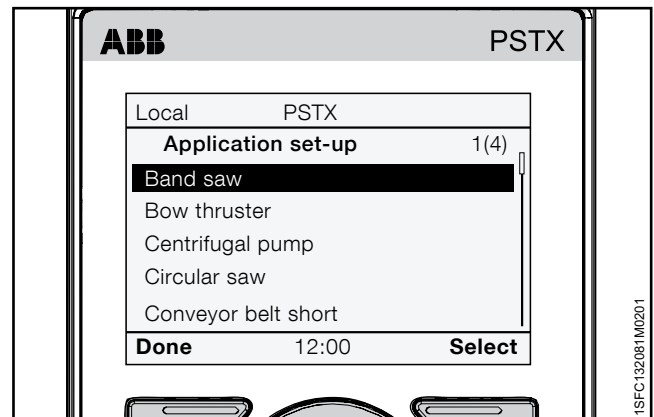 ABB PSTX
Local PSTX
Application set-up 1(4)
Band saw
Bow thruster
Centrifugal pump
Circular saw
Conveyor belt short
Done 12:00 Select
1SFC132081M0201